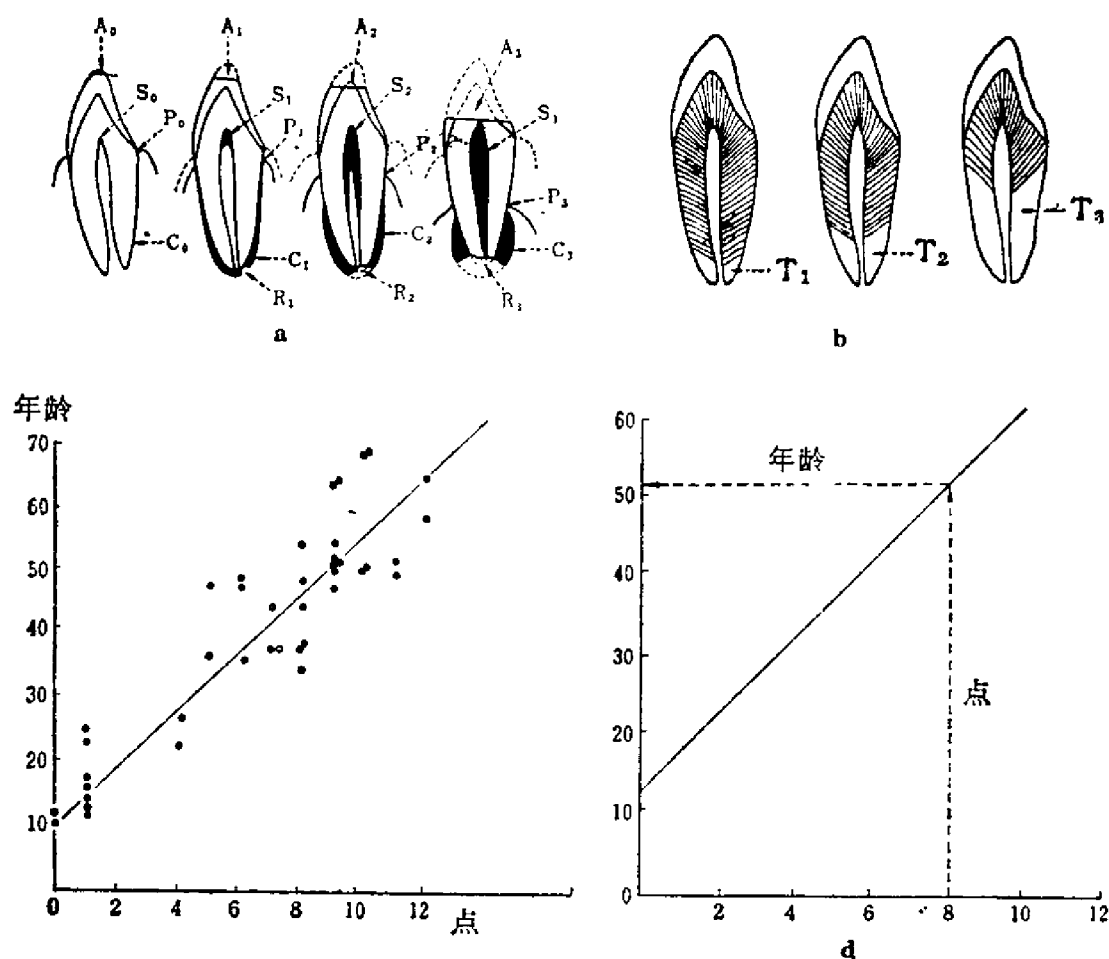 A₀ A₁ A₂ A₃
S₀ S₁ S₂ S₃
P₀ P₁ P₂ P₃
C₀ C₁ C₂ C₃
R₁ R₂ R₃
a
T₁ T₂ T₃
b
年龄
70
60
50
40
30
20
10
0 2 4 6 8 10 12
点
60
50
40
30
20
10
0
年龄
点
2 4 6 8 10 12
d